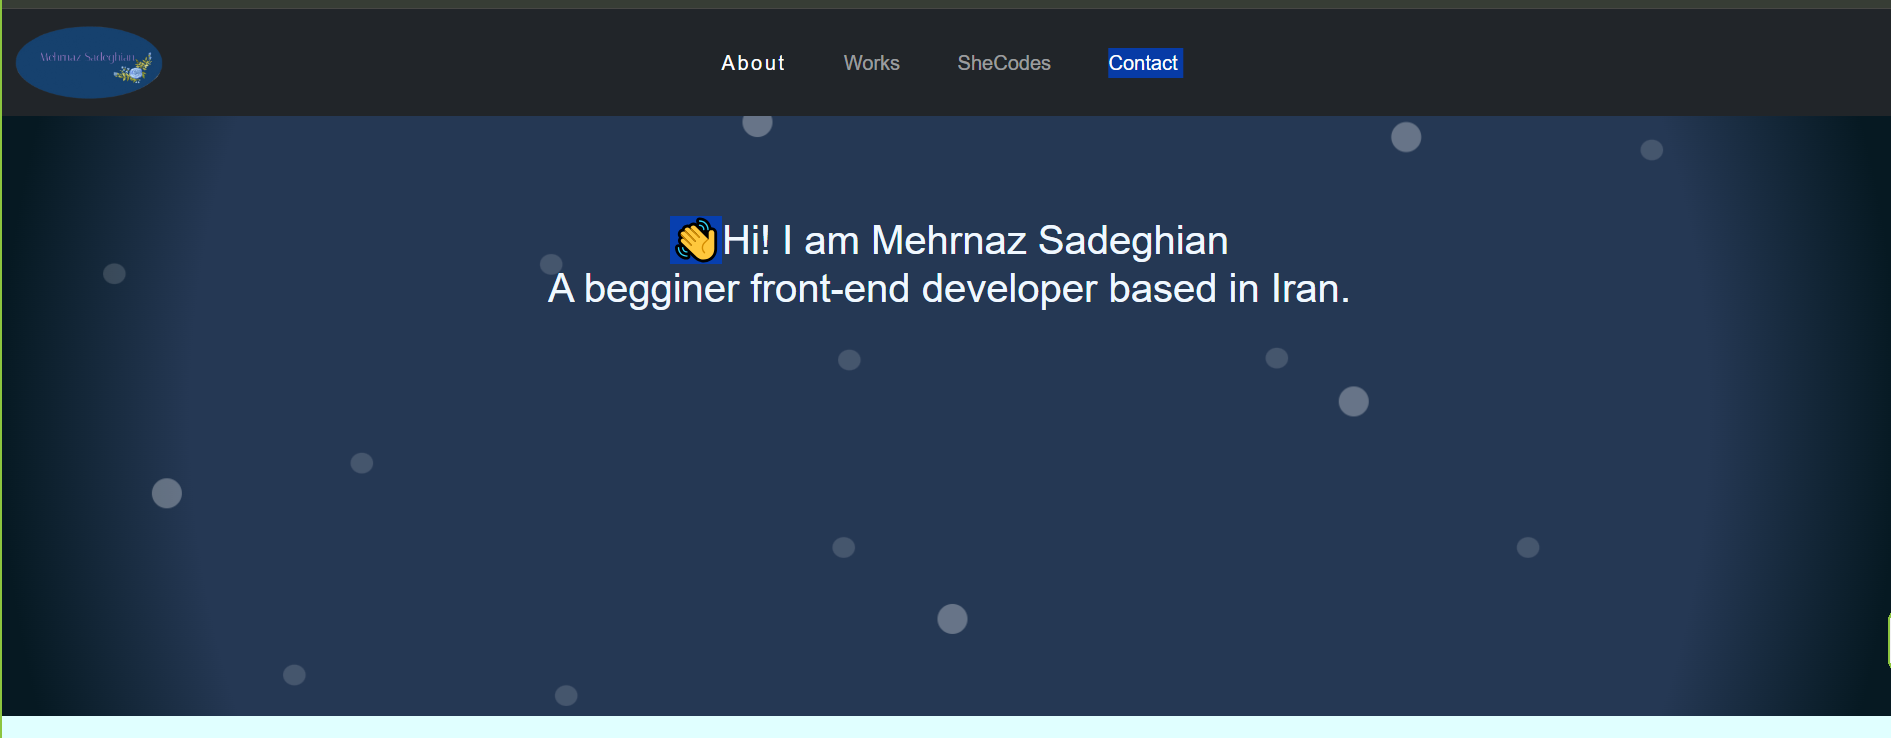 Mehrnaz Sadeghian
About Works SheCodes Contact
👋Hi! I am Mehrnaz Sadeghian
A begginer front-end developer based in Iran.